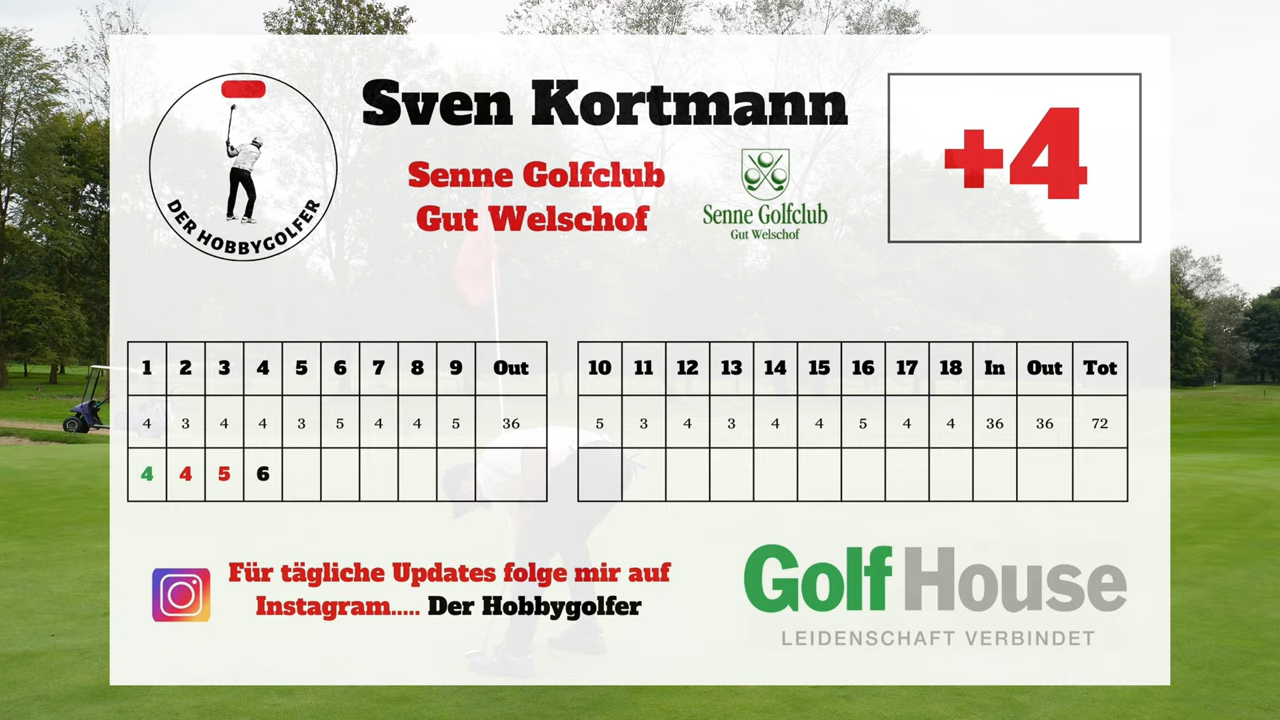 DER HOBBYGOLFER
Sven Kortmann
Senne Golfclub
Gut Welschof
Senne Golfclub
Gut Welschof
+4
1 2 3 4 5 6 7 8 9 Out
4 3 4 4 3 5 4 4 5 36
4 4 5 6
10 11 12 13 14 15 16 17 18 In Out Tot
5 3 4 3 4 4 5 4 4 36 36 72
Für tägliche Updates folge mir auf
Instagram..... Der Hobbygolfer
Golf House
LEIDENSCHAFT VERBINDET